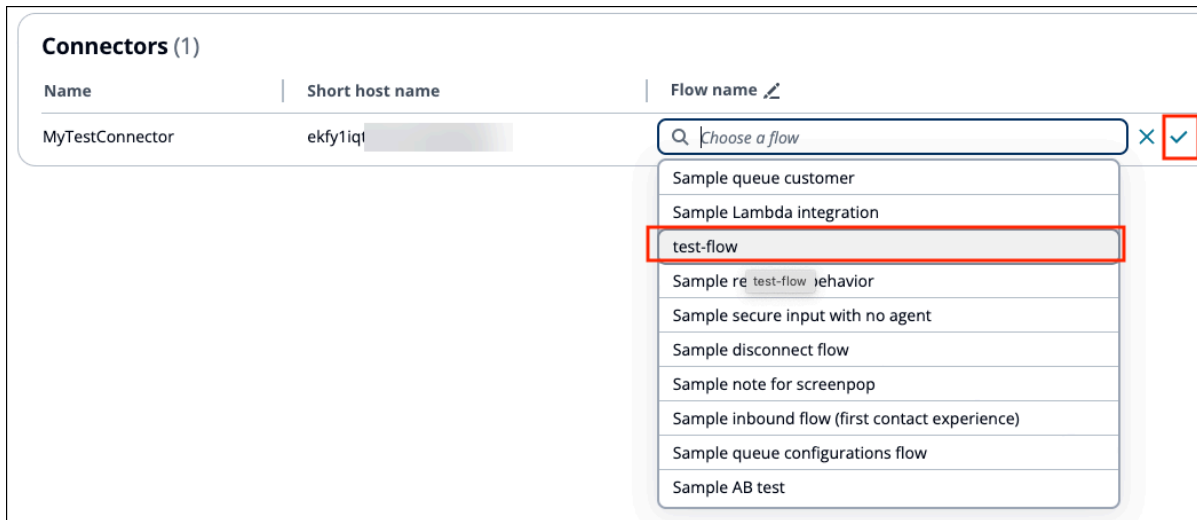 Connectors (1)
Name Short host name Flow name
MyTestConnector ekfy1iqt Choose a flow
Sample queue customer
Sample Lambda integration
test-flow
Sample re test-flow behavior
Sample secure input with no agent
Sample disconnect flow
Sample note for screenpop
Sample inbound flow (first contact experience)
Sample queue configurations flow
Sample AB test